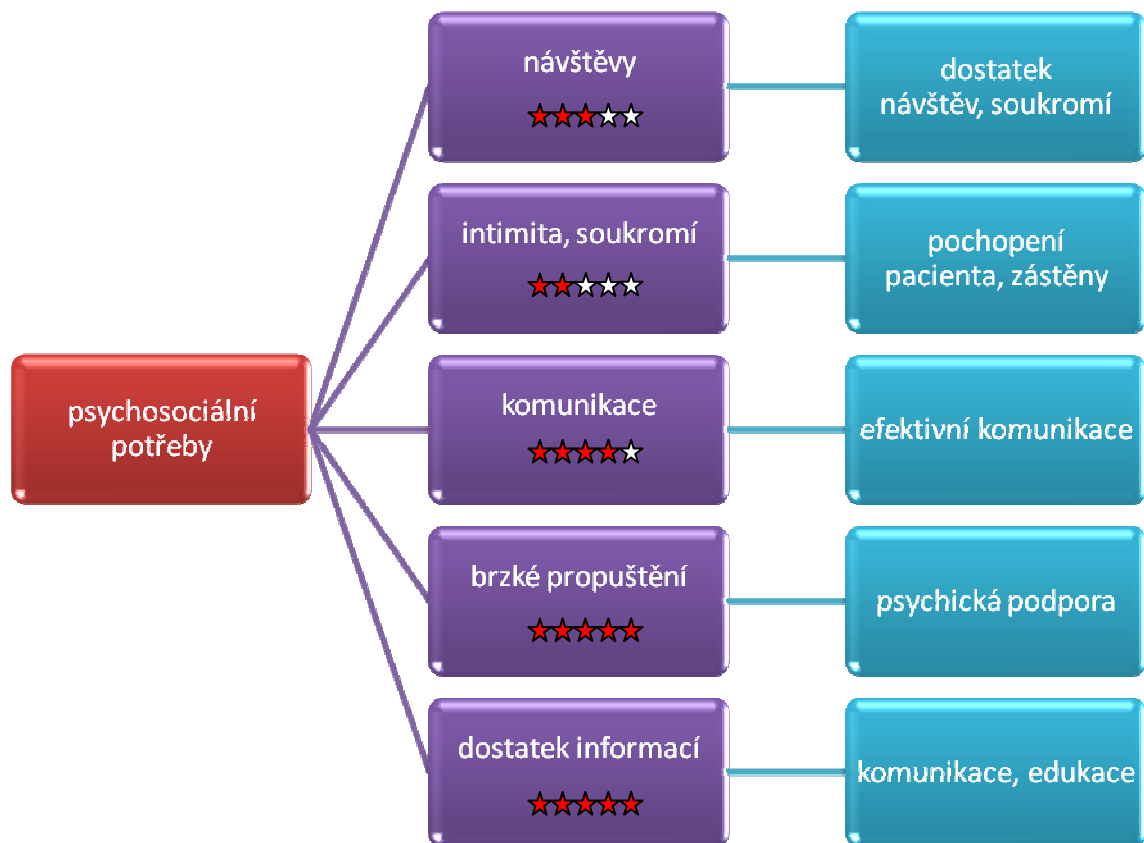 psychosociální
potřeby
návštěvy
dostatek
návštěv, soukromí
intimita, soukromí
pochopení
pacienta, zástěny
komunikace
efektivní komunikace
brzké propuštění
psychická podpora
dostatek informací
komunikace, edukace